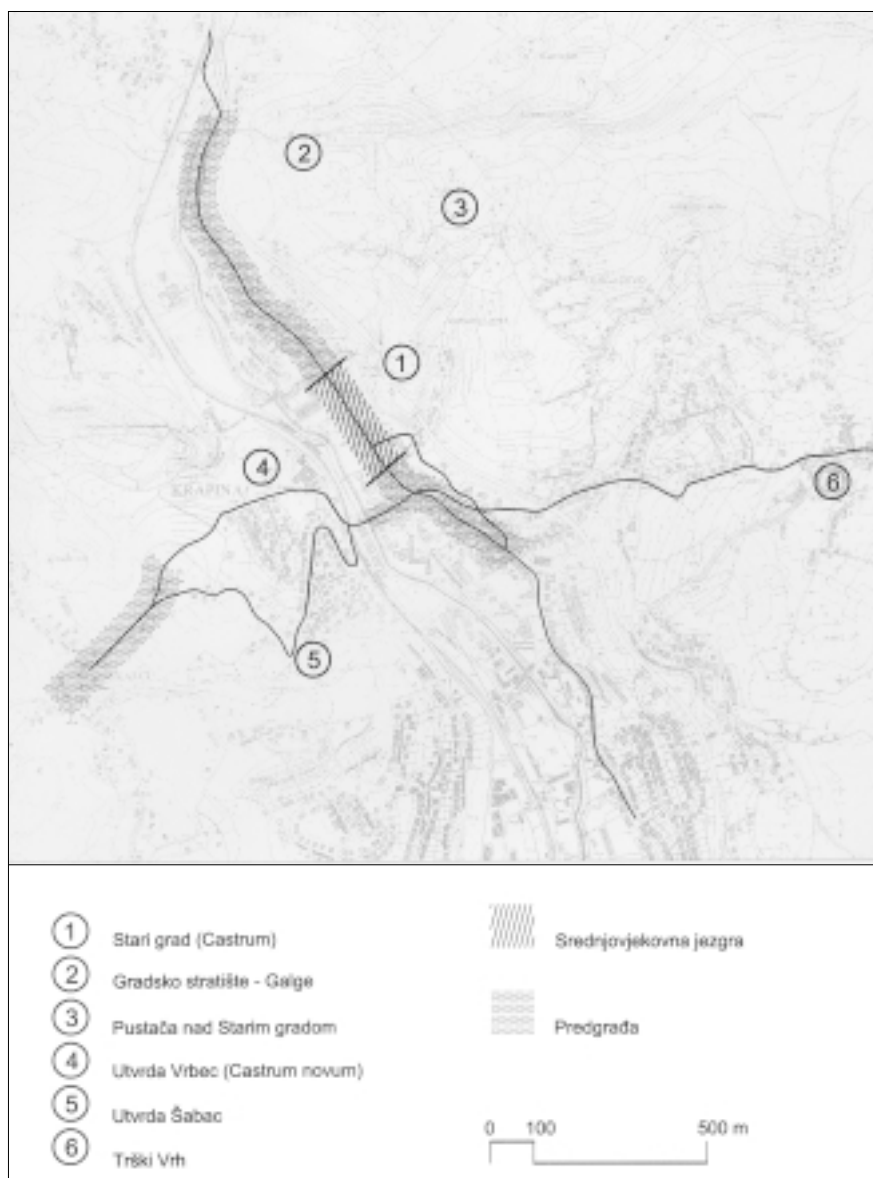 2
3
1
4
KRAPINA
6
5
1 Stari grad (Castrum)
2 Gradsko stratište - Galge
3 Pustača nad Starim gradom
4 Utvrda Vrbec (Castrum novum)
5 Utvrda Šabac
6 Trški Vrh
Srednjovjekovna jezgra
Predgrađa
0 100 500 m